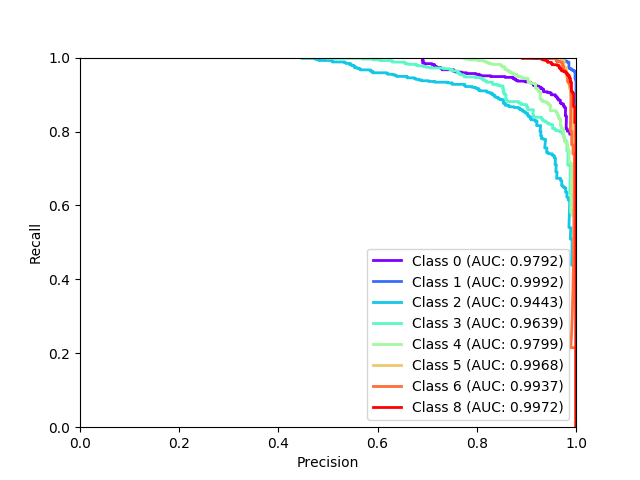 1.0
0.8
0.6
0.4
0.2
0.0
Recall
0.0 0.2 0.4 0.6 0.8 1.0
Precision
Class 0 (AUC: 0.9792)
Class 1 (AUC: 0.9992)
Class 2 (AUC: 0.9443)
Class 3 (AUC: 0.9639)
Class 4 (AUC: 0.9799)
Class 5 (AUC: 0.9968)
Class 6 (AUC: 0.9937)
Class 8 (AUC: 0.9972)